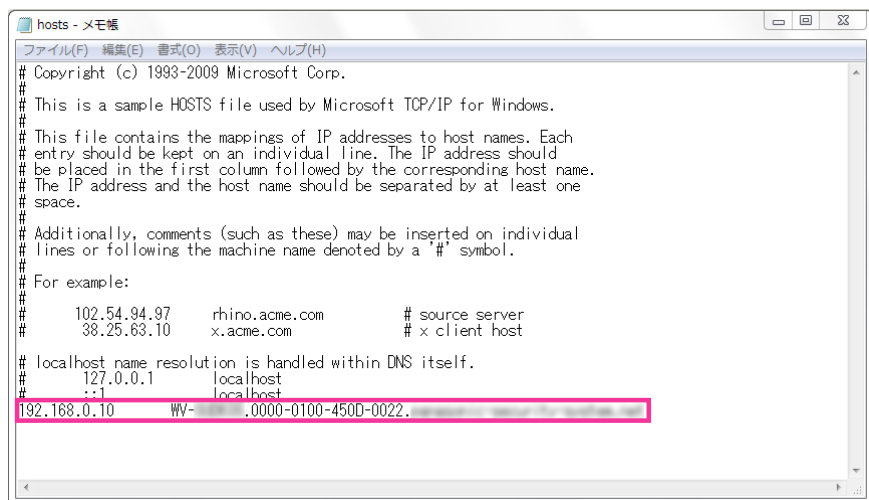 hosts - メモ帳
ファイル(F) 編集(E) 書式(O) 表示(V) ヘルプ(H)
# Copyright (c) 1993-2009 Microsoft Corp.
#
# This is a sample HOSTS file used by Microsoft TCP/IP for Windows.
#
# This file contains the mappings of IP addresses to host names. Each
# entry should be kept on an individual line. The IP address should
# be placed in the first column followed by the corresponding host name.
# The IP address and the host name should be separated by at least one
# space.
#
# Additionally, comments (such as these) may be inserted on individual
# lines or following the machine name denoted by a '#' symbol.
#
# For example:
#
# 102.54.94.97 rhino.acme.com # source server
# 38.25.63.10 x.acme.com # x client host
# localhost name resolution is handled within DNS itself.
# 127.0.0.1 localhost
# ::1 localhost
192.168.0.10 WV- .0000-0100-450D-0022.